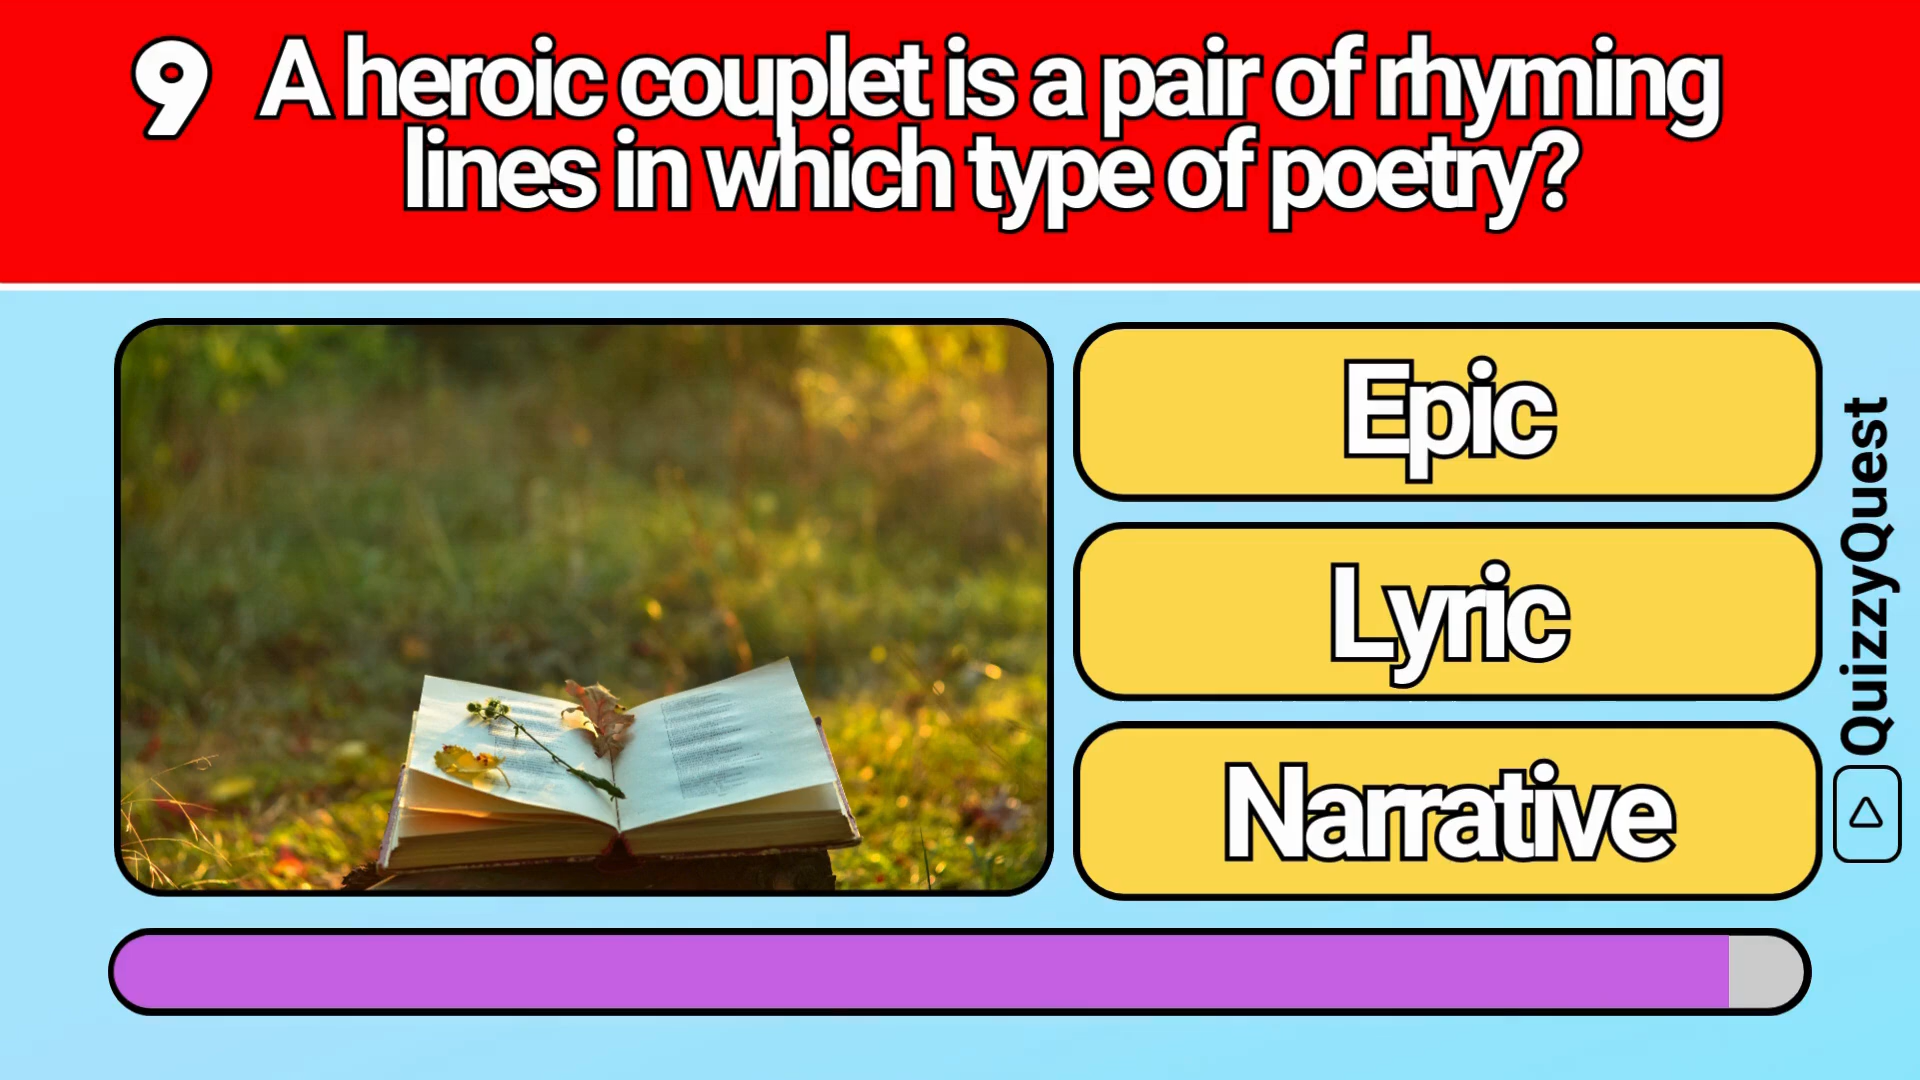 9
A heroic couplet is a pair of rhyming
lines in which type of poetry?
Epic
Lyric
Narrative
QuizzyQuest